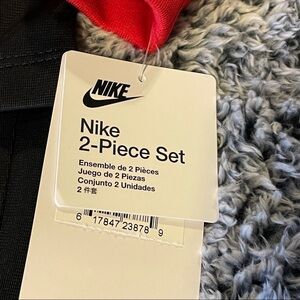 NIKE
Nike
2-Piece Set
Ensemble de 2 Pièces
Juego de 2 Piezas
Conjunto 2 Unidades
2 件套
6 17847 23878 9